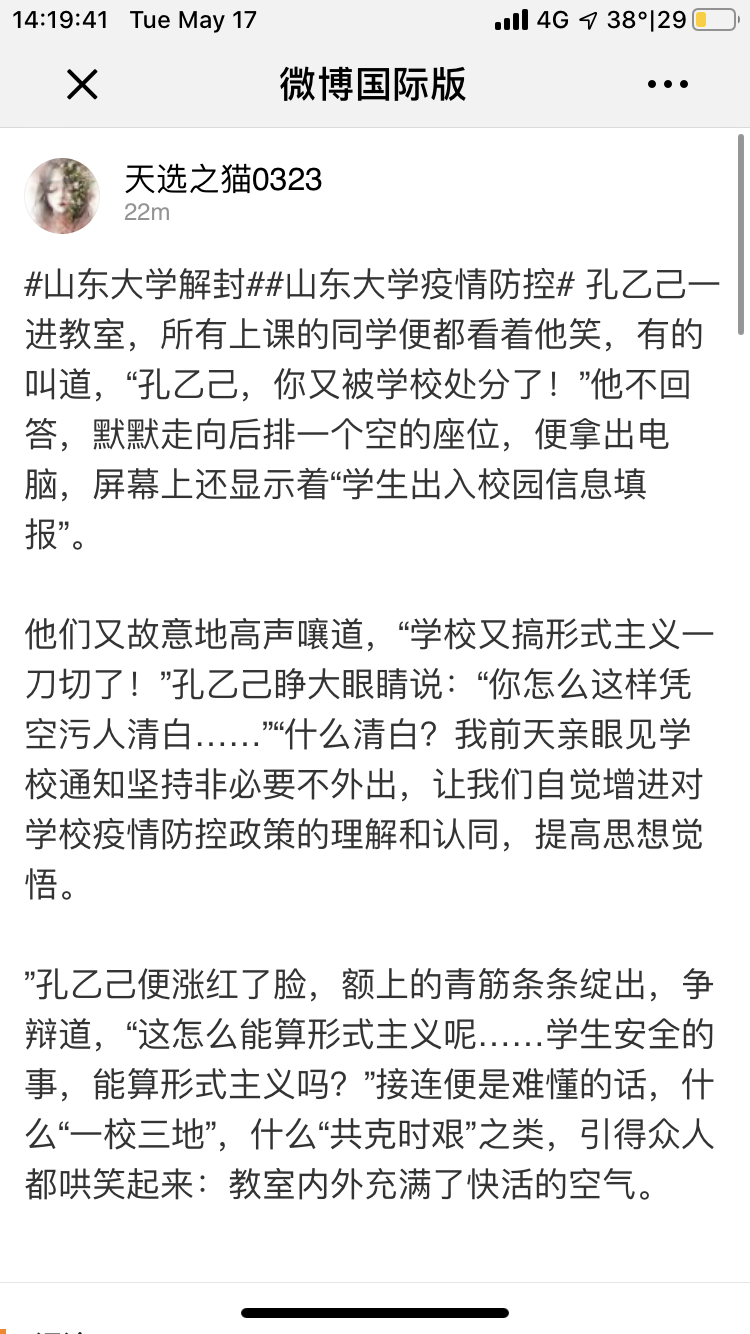 14:19:41 Tue May 17
4G 38°|29
微博国际版
天选之猫0323
22m
#山东大学解封##山东大学疫情防控# 孔乙己一
进教室，所有上课的同学便都看着他笑，有的
叫道，“孔乙己，你又被学校处分了！”他不回
答，默默走向后排一个空的座位，便拿出电
脑，屏幕上还显示着“学生出入校园信息填
报”。
他们又故意地高声嚷道，“学校又搞形式主义一
刀切了！”孔乙己睁大眼睛说：“你怎么这样凭
空污人清白……”“什么清白？我前天亲眼见学
校通知坚持非必要不外出，让我们自觉增进对
学校疫情防控政策的理解和认同，提高思想觉
悟。
”孔乙己便涨红了脸，额上的青筋条条绽出，争
辩道，“这怎么能算形式主义呢……学生安全的
事，能算形式主义吗？”接连便是难懂的话，什
么“一校三地”，什么“共克时艰”之类，引得众人
都哄笑起来：教室内外充满了快活的空气。